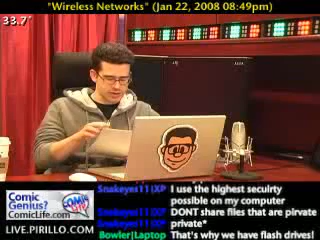 "Wireless Networks" (Jan 22, 2008 08:49pm)
33.7°
Comic
Genius?
ComicLife.com
LIVE.PIRILLO.COM
Snakeyes11|XP I use the highest secuirty
possible on my computer
Snakeyes11|XP DONT share files that are pirvate
Snakeyes11|XP private*
Bowler|Laptop That's why we have flash drives!